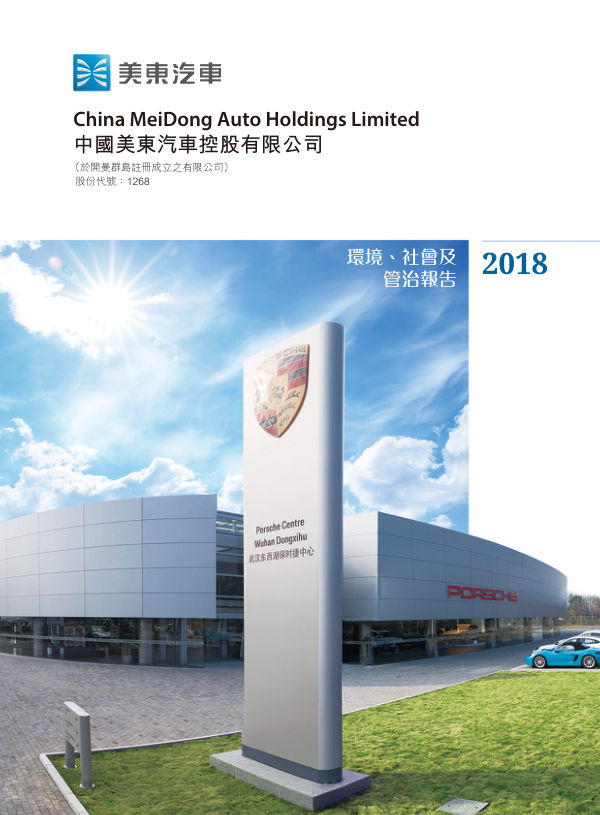 美東汽車
China MeiDong Auto Holdings Limited
中國美東汽車控股有限公司
（於開曼群島註冊成立之有限公司）
股份代號：1268
環境、社會及
管治報告
2018
PORSCHE
Porsche Centre
Wuhan Dongxihu
武汉东西湖保时捷中心
PORSCHE